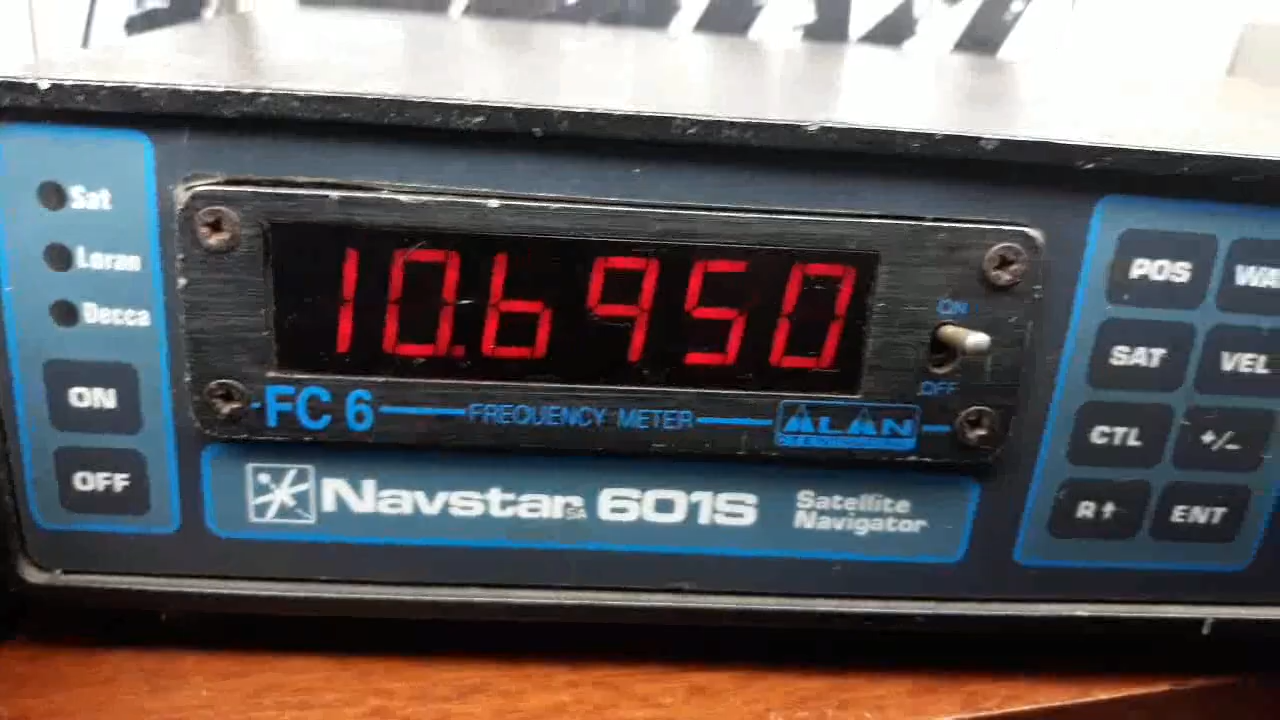 Sat
Loran
Decca
ON
OFF
10.6950
ON
OFF
FC 6 FREQUENCY METER ALAN
Navstar 601S Satellite Navigator
POS
SAT VEL
CTL +/-
R↑ ENT